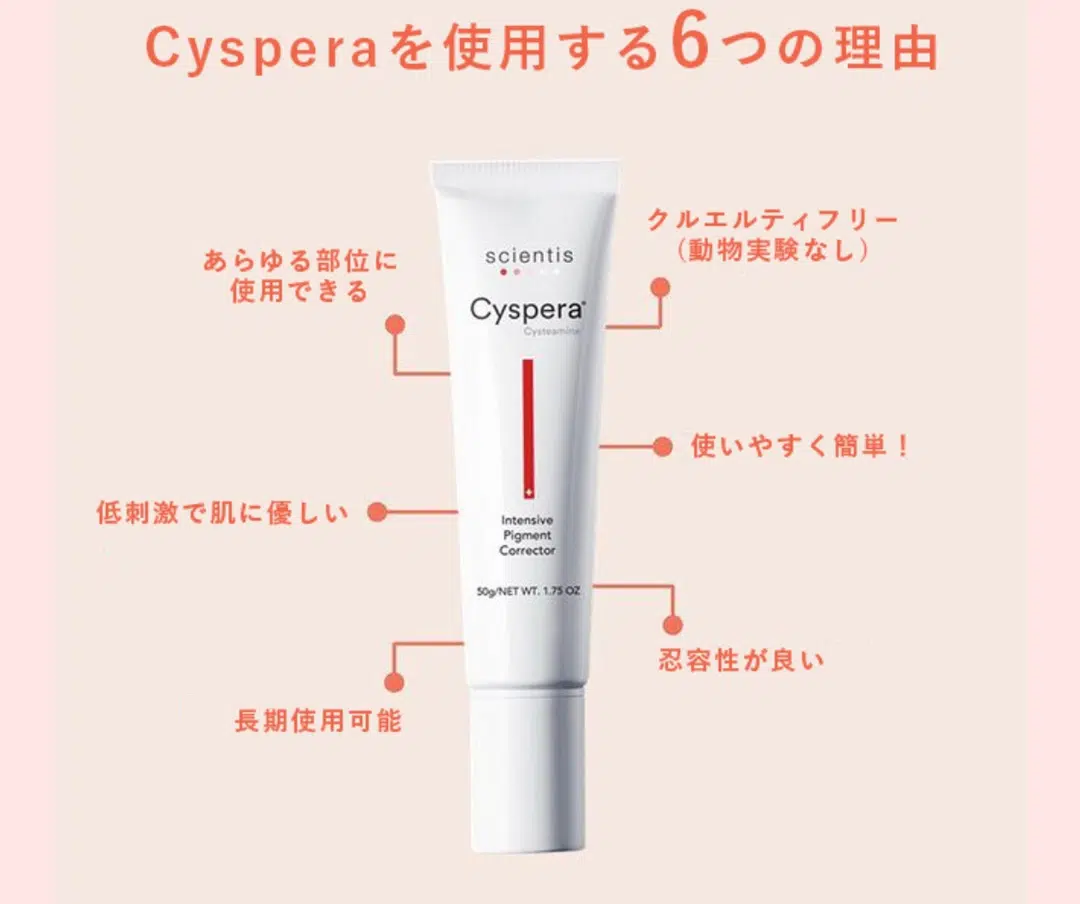 Cysperaを使用する6つの理由
クルエルティフリー
(動物実験なし)
あらゆる部位に
使用できる
scientis
Cyspera®
Cysteamine
使いやすく簡単！
低刺激で肌に優しい
Intensive
Pigment
Corrector
50g/NET WT. 1.75 OZ
忍容性が良い
長期使用可能